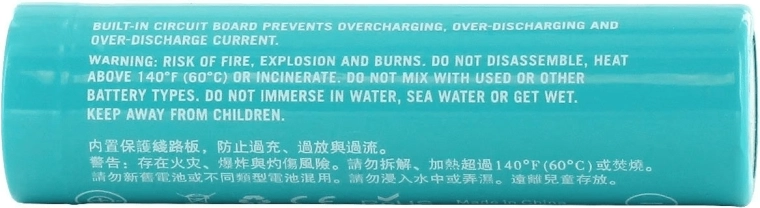 BUILT-IN CIRCUIT BOARD PREVENTS OVERCHARGING, OVER-DISCHARGING AND
OVER-DISCHARGE CURRENT.
WARNING: RISK OF FIRE, EXPLOSION AND BURNS. DO NOT DISASSEMBLE, HEAT
ABOVE 140°F (60°C) OR INCINERATE. DO NOT MIX WITH USED OR OTHER
BATTERY TYPES. DO NOT IMMERSE IN WATER, SEA WATER OR GET WET.
KEEP AWAY FROM CHILDREN.
内置保護綫路板，防止過充、過放與過流。
警告：存在火灾、爆炸與灼傷風險。請勿拆解、加熱超過140°F(60°C)或焚燒。
請勿新舊電池或不同類型電池混用。請勿浸入水中或弄濕。遠離兒童存放。
Made in China